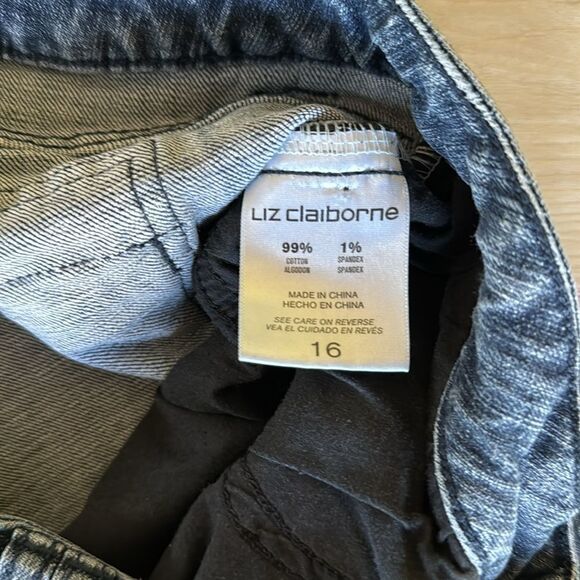 Liz claiborne
99% 1%
COTTON SPANDEX
ALGODON SPANDEX
MADE IN CHINA
HECHO EN CHINA
SEE CARE ON REVERSE
VEA EL CUIDADO EN REVÉS
16